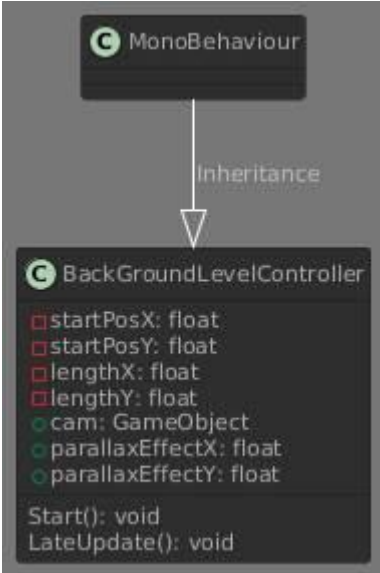 C MonoBehaviour
Inheritance
C BackGroundLevelController
startPosX: float
startPosY: float
lengthX: float
lengthY: float
cam: GameObject
parallaxEffectX: float
parallaxEffectY: float
Start(): void
LateUpdate(): void